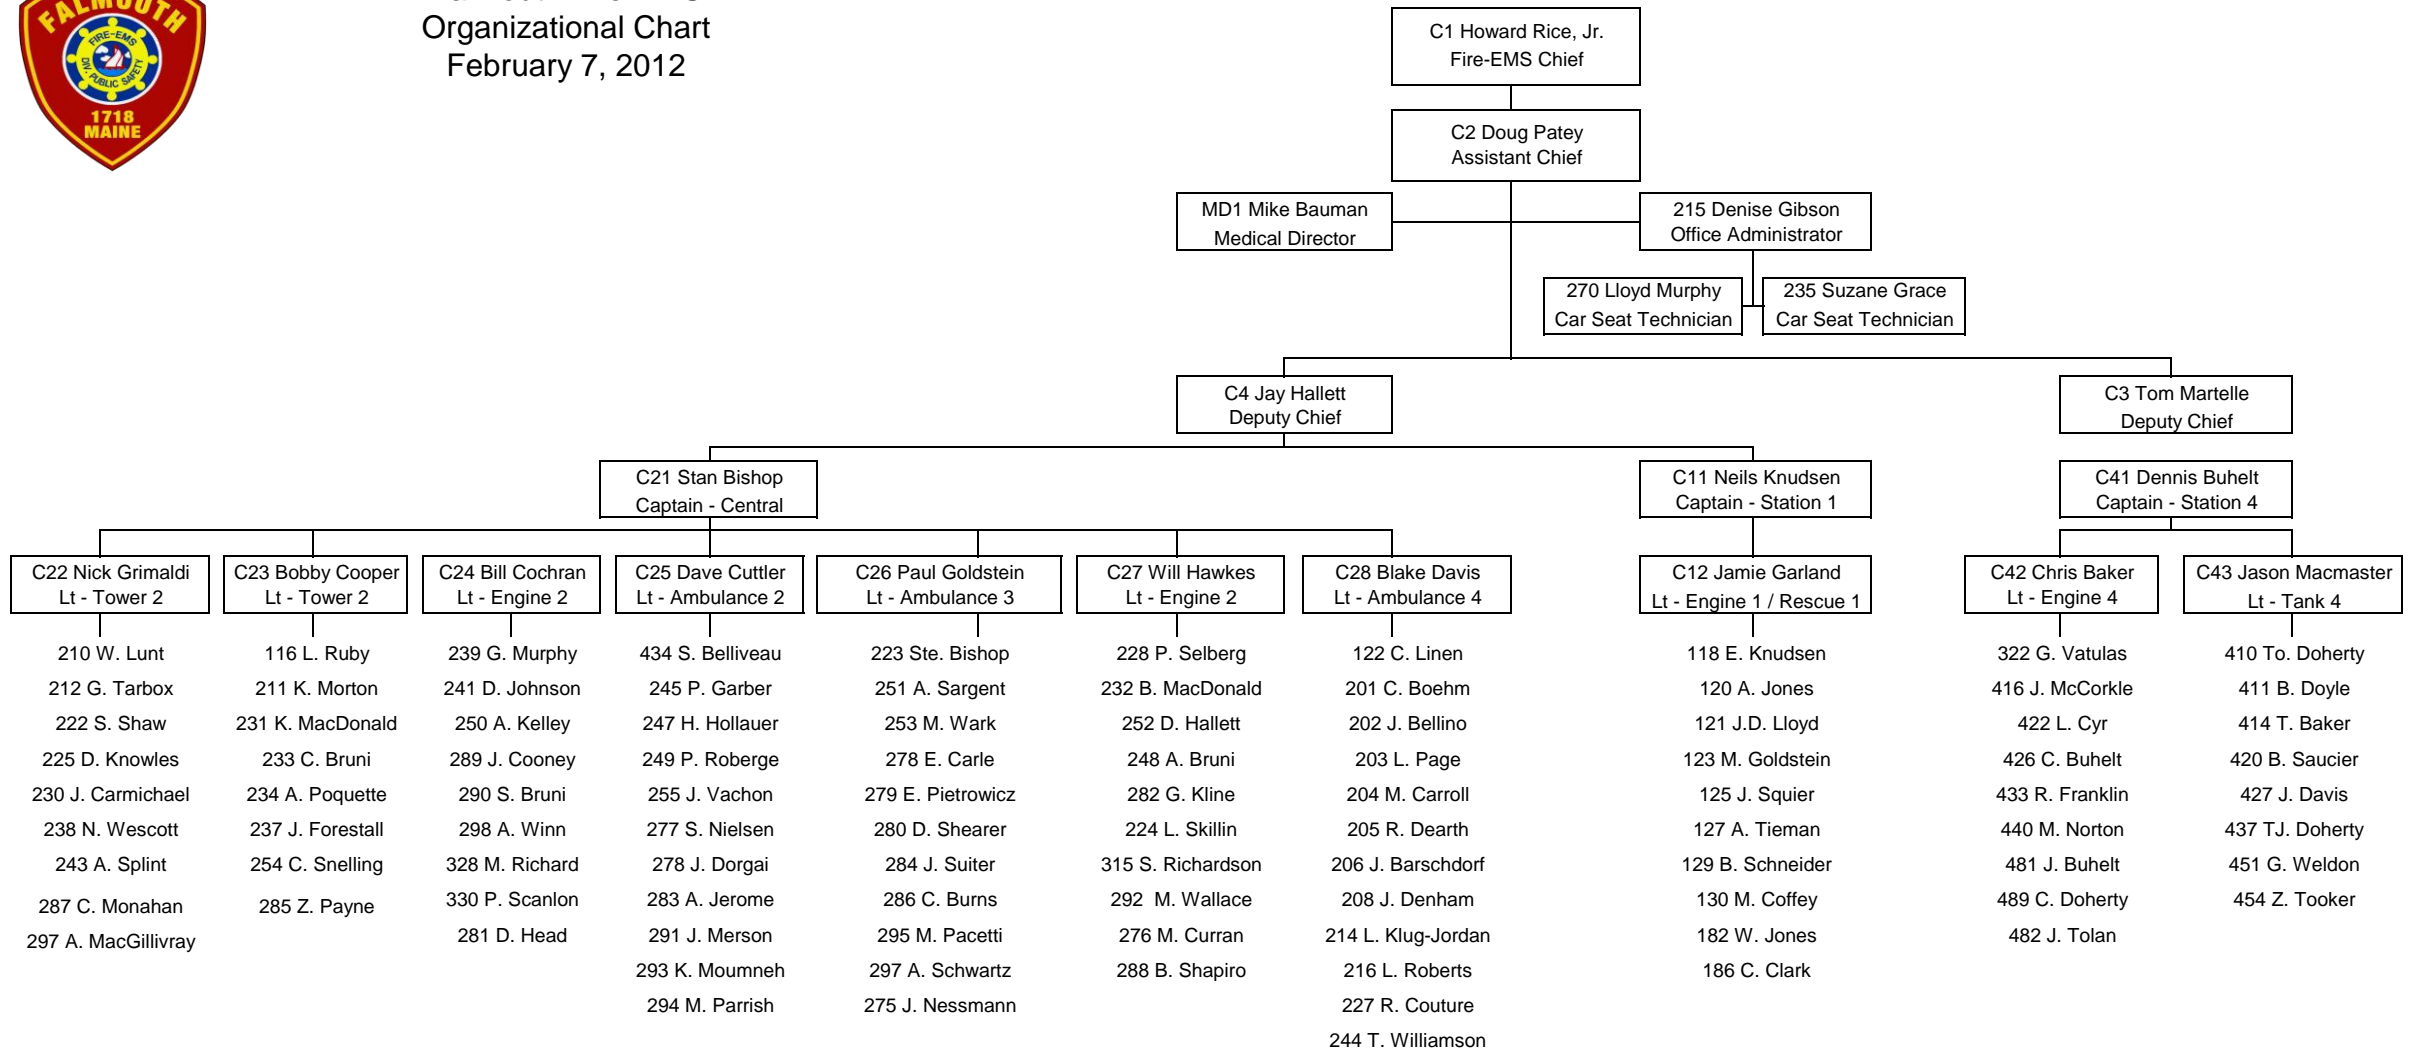 FALMOUTH
FIRE-EMS
DIV. PUBLIC SAFETY
1718
MAINE
Organizational Chart
February 7, 2012
C1 Howard Rice, Jr.
Fire-EMS Chief
C2 Doug Patey
Assistant Chief
MD1 Mike Bauman
Medical Director
215 Denise Gibson
Office Administrator
270 Lloyd Murphy
Car Seat Technician
235 Suzane Grace
Car Seat Technician
C4 Jay Hallett
Deputy Chief
C3 Tom Martelle
Deputy Chief
C21 Stan Bishop
Captain - Central
C11 Neils Knudsen
Captain - Station 1
C41 Dennis Buhelt
Captain - Station 4
C22 Nick Grimaldi
Lt - Tower 2
210 W. Lunt
212 G. Tarbox
222 S. Shaw
225 D. Knowles
230 J. Carmichael
238 N. Wescott
243 A. Splint
287 C. Monahan
297 A. MacGillivray
C23 Bobby Cooper
Lt - Tower 2
116 L. Ruby
211 K. Morton
231 K. MacDonald
233 C. Bruni
234 A. Poquette
237 J. Forestall
254 C. Snelling
285 Z. Payne
C24 Bill Cochran
Lt - Engine 2
239 G. Murphy
241 D. Johnson
250 A. Kelley
289 J. Cooney
290 S. Bruni
298 A. Winn
328 M. Richard
330 P. Scanlon
281 D. Head
C25 Dave Cuttler
Lt - Ambulance 2
434 S. Belliveau
245 P. Garber
247 H. Hollauer
249 P. Roberge
255 J. Vachon
277 S. Nielsen
278 J. Dorgai
283 A. Jerome
291 J. Merson
293 K. Moumneh
294 M. Parrish
C26 Paul Goldstein
Lt - Ambulance 3
223 Ste. Bishop
251 A. Sargent
253 M. Wark
278 E. Carle
279 E. Pietrowicz
280 D. Shearer
284 J. Suiter
286 C. Burns
295 M. Pacetti
297 A. Schwartz
275 J. Nessmann
C27 Will Hawkes
Lt - Engine 2
228 P. Selberg
232 B. MacDonald
252 D. Hallett
248 A. Bruni
282 G. Kline
224 L. Skillin
315 S. Richardson
292 M. Wallace
276 M. Curran
288 B. Shapiro
C28 Blake Davis
Lt - Ambulance 4
122 C. Linen
201 C. Boehm
202 J. Bellino
203 L. Page
204 M. Carroll
205 R. Dearth
206 J. Barschdorf
208 J. Denham
214 L. Klug-Jordan
216 L. Roberts
227 R. Couture
244 T. Williamson
C12 Jamie Garland
Lt - Engine 1 / Rescue 1
118 E. Knudsen
120 A. Jones
121 J.D. Lloyd
123 M. Goldstein
125 J. Squier
127 A. Tieman
129 B. Schneider
130 M. Coffey
182 W. Jones
186 C. Clark
C42 Chris Baker
Lt - Engine 4
322 G. Vatulas
416 J. McCorkle
422 L. Cyr
426 C. Buhelt
433 R. Franklin
440 M. Norton
481 J. Buhelt
489 C. Doherty
482 J. Tolan
C43 Jason Macmaster
Lt - Tank 4
410 To. Doherty
411 B. Doyle
414 T. Baker
420 B. Saucier
427 J. Davis
437 TJ. Doherty
451 G. Weldon
454 Z. Tooker